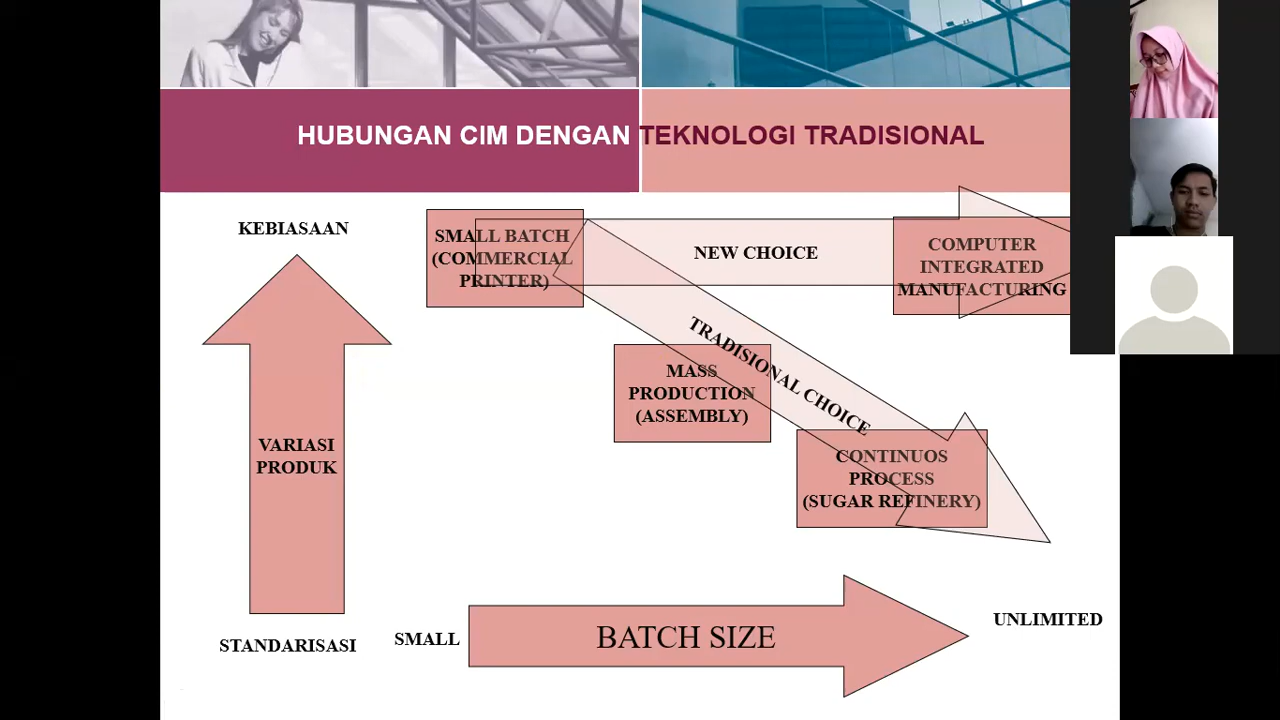 HUBUNGAN CIM DENGAN TEKNOLOGI TRADISIONAL
KEBIASAAN
SMALL BATCH
(COMMERCIAL
PRINTER)
NEW CHOICE
COMPUTER
INTEGRATED
MANUFACTURING
TRADISIONAL CHOICE
MASS
PRODUCTION
(ASSEMBLY)
VARIASI
PRODUK
CONTINUOS
PROCESS
(SUGAR REFINERY)
STANDARISASI
SMALL
BATCH SIZE
UNLIMITED